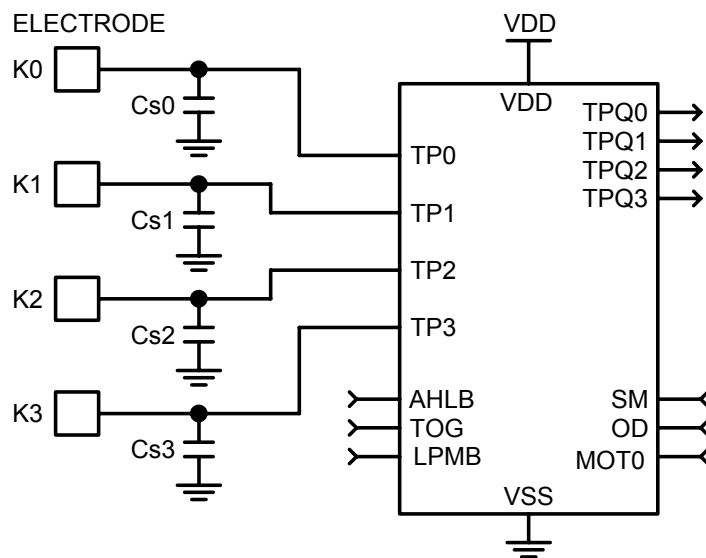 ELECTRODE
VDD
K0
Cs0
VDD
TPQ0
TPQ1
TPQ2
TPQ3
TP0
K1
Cs1
TP1
K2
Cs2
TP2
TP3
K3
Cs3
AHLB
TOG
LPMB
SM
OD
MOT0
VSS